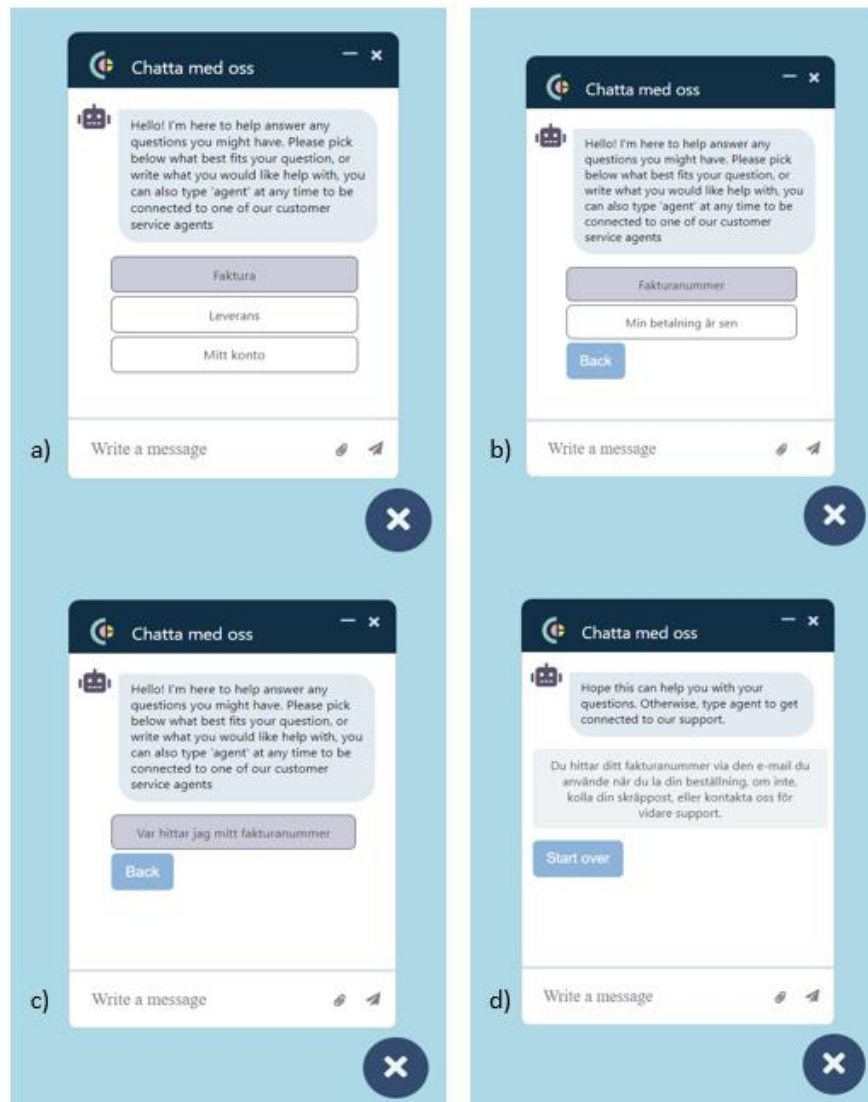 Chatta med oss
Hello! I'm here to help answer any
questions you might have. Please pick
below what best fits your question, or
write what you would like help with, you
can also type 'agent' at any time to be
connected to one of our customer
service agents
Faktura
Leverans
Mitt konto
a)
Write a message
Chatta med oss
Hello! I'm here to help answer any
questions you might have. Please pick
below what best fits your question, or
write what you would like help with, you
can also type 'agent' at any time to be
connected to one of our customer
service agents
Fakturanummer
Min betalning är sen
Back
b)
Write a message
Chatta med oss
Hello! I'm here to help answer any
questions you might have. Please pick
below what best fits your question, or
write what you would like help with, you
can also type 'agent' at any time to be
connected to one of our customer
service agents
Var hittar jag mitt fakturanummer
Back
c)
Write a message
Chatta med oss
Hope this can help you with your
questions. Otherwise, type agent to get
connected to our support.
Du hittar ditt fakturanummer via den e-mail du
använde när du la din beställning, om inte,
kolla din skräppost, eller kontakta oss för
vidare support.
Start over
d)
Write a message